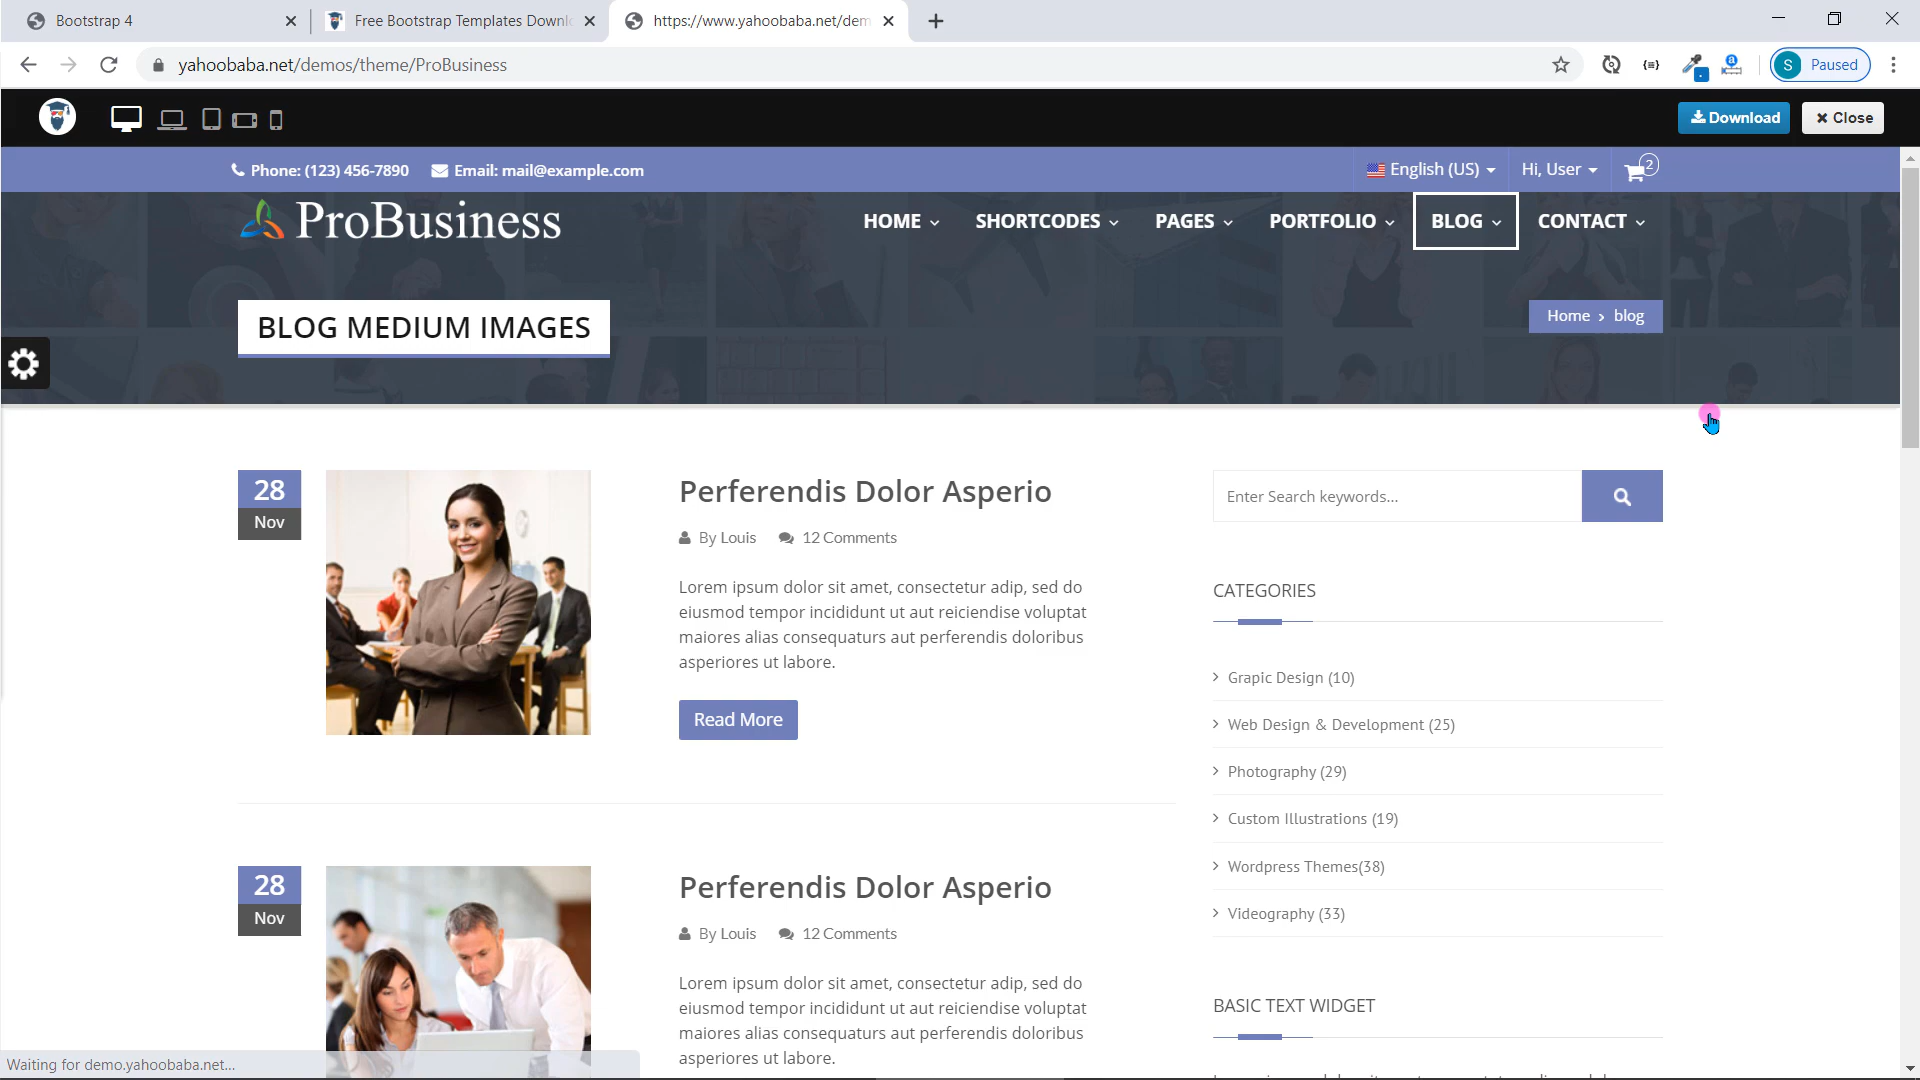 Bootstrap 4
Free Bootstrap Templates Downl
https://www.yahoobaba.net/dem
yahoobaba.net/demos/theme/ProBusiness
S Paused
Download
Close
Phone: (123) 456-7890
Email: mail@example.com
English (US)
Hi, User
2
ProBusiness
HOME
SHORTCODES
PAGES
PORTFOLIO
BLOG
CONTACT
BLOG MEDIUM IMAGES
Home > blog
28
Nov
Perferendis Dolor Asperio
By Louis
12 Comments
Lorem ipsum dolor sit amet, consectetur adip, sed do
eiusmod tempor incididunt ut aut reiciendise voluptat
maiores alias consequaturs aut perferendis doloribus
asperiores ut labore.
Read More
28
Nov
Perferendis Dolor Asperio
By Louis
12 Comments
Lorem ipsum dolor sit amet, consectetur adip, sed do
eiusmod tempor incididunt ut aut reiciendise voluptat
maiores alias consequaturs aut perferendis doloribus
asperiores ut labore.
Enter Search keywords...
CATEGORIES
Grapic Design (10)
Web Design & Development (25)
Photography (29)
Custom Illustrations (19)
Wordpress Themes(38)
Videography (33)
BASIC TEXT WIDGET
Waiting for demo.yahoobaba.net...